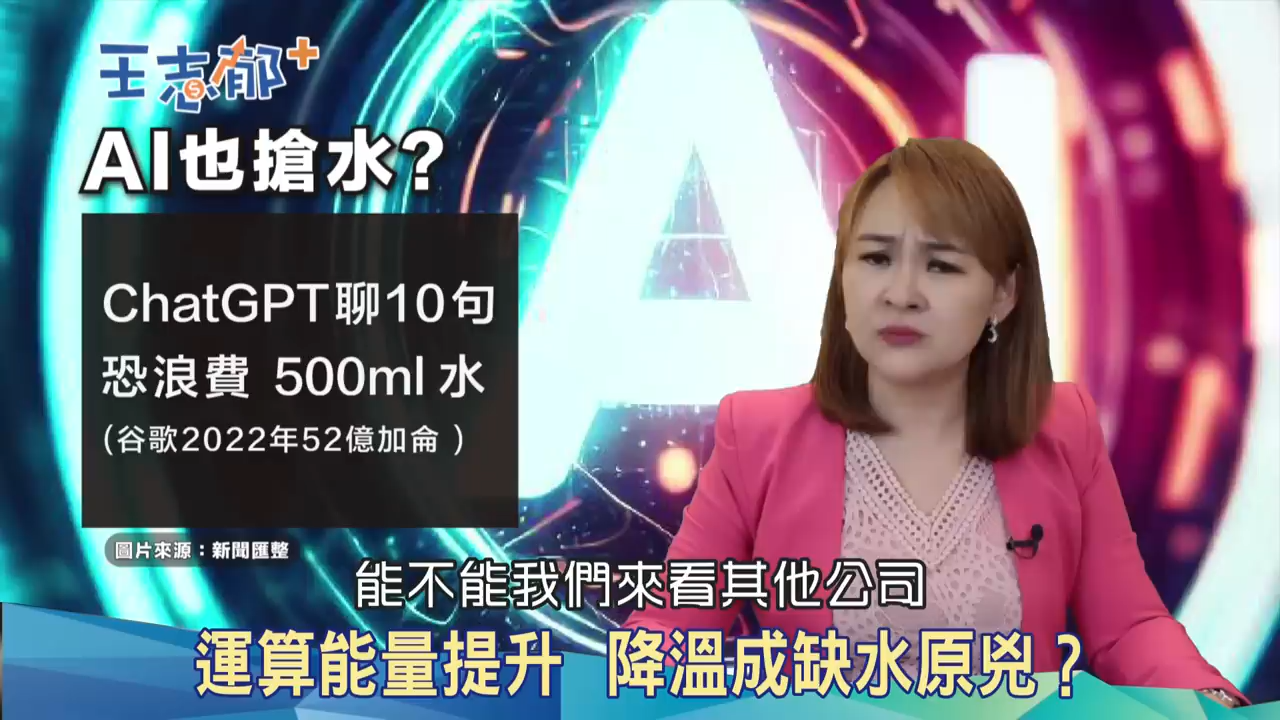 王志郁+
AI也搶水?
ChatGPT聊10句
恐浪費 500ml 水
(谷歌2022年52億加侖 )
圖片來源：新聞匯整
能不能我們來看其他公司
運算能量提升 降溫成缺水原兇？